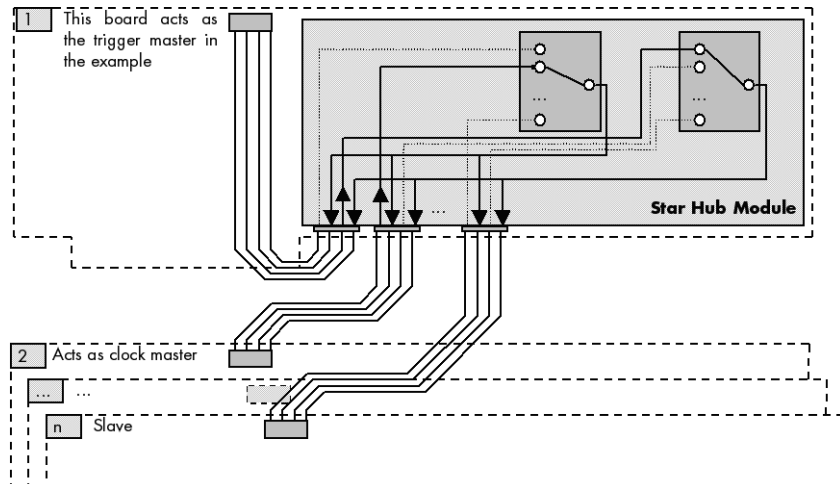 1 This board acts as
the trigger master in
the example
...
...
...
Star Hub Module
2 Acts as clock master
... ...
n Slave